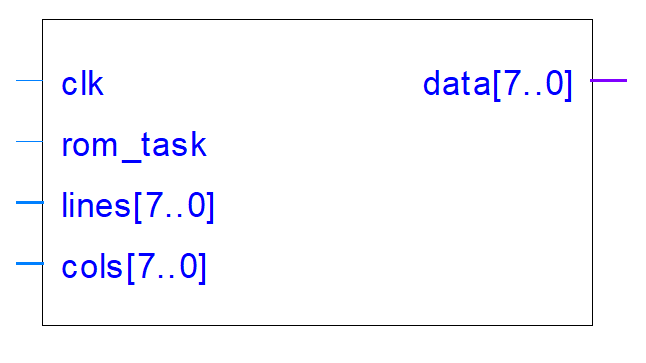 clk data[7..0]
rom_task
lines[7..0]
cols[7..0]